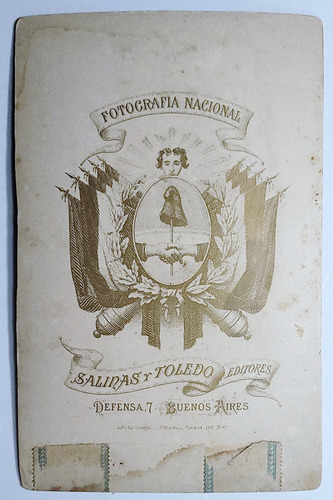 FOTOGRAFIA NACIONAL
SALINAS Y TOLEDO EDITORES
DEFENSA, 7 BUENOS AIRES